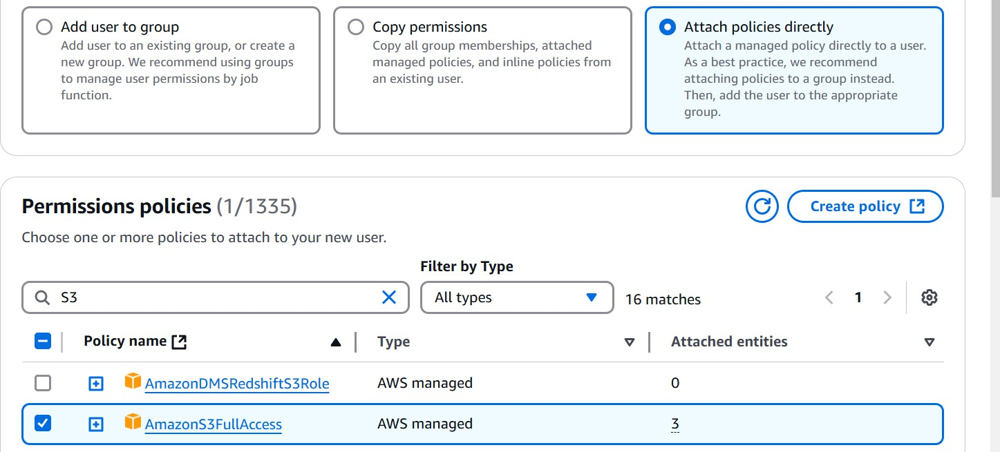 Add user to group
Add user to an existing group, or create a
new group. We recommend using groups
to manage user permissions by job
function.
Copy permissions
Copy all group memberships, attached
managed policies, and inline policies from
an existing user.
Attach policies directly
Attach a managed policy directly to a user.
As a best practice, we recommend
attaching policies to a group instead.
Then, add the user to the appropriate
group.
Permissions policies (1/1335)
Create policy
Choose one or more policies to attach to your new user.
Filter by Type
S3
All types
16 matches
1
Policy name
Type
Attached entities
AmazonDMSRedshiftS3Role
AWS managed
0
AmazonS3FullAccess
AWS managed
3